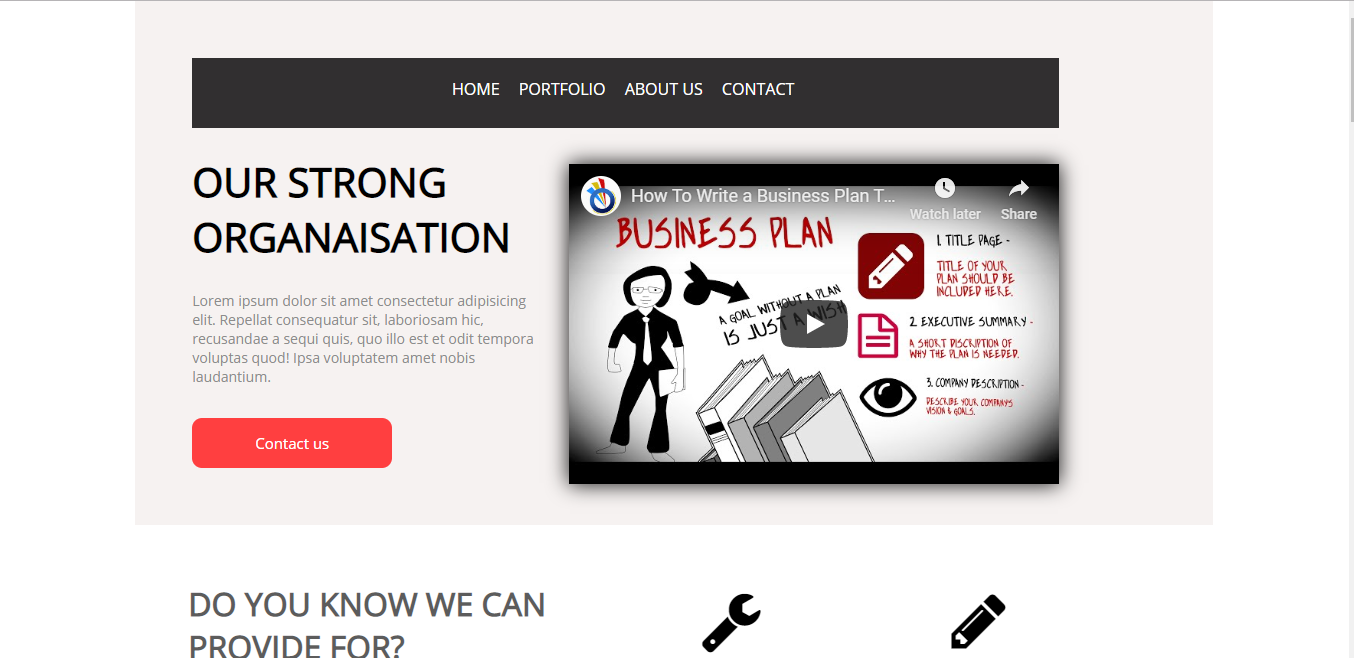 HOME PORTFOLIO ABOUT US CONTACT
OUR STRONG
ORGANAISATION
Lorem ipsum dolor sit amet consectetur adipisicing
elit. Repellat consequatur sit, laboriosam hic,
recusandae a sequi quis, quo illo est et odit tempora
voluptas quod! Ipsa voluptatem amet nobis
laudantium.
Contact us
How To Write a Business Plan T...
Watch later
Share
BUSINESS PLAN
A GOAL WITHOUT A PLAN
IS JUST A WISH
1. TITLE PAGE -
TITLE OF YOUR
PLAN SHOULD BE
INCLUDED HERE.
2. EXECUTIVE SUMMARY -
A SHORT DISCRIPTION OF
WHY THE PLAN IS NEEDED.
3. COMPANY DESCRIPTION -
DESCRIBE YOUR COMPANYS
VISION & GOALS.
DO YOU KNOW WE CAN
PROVIDE FOR?